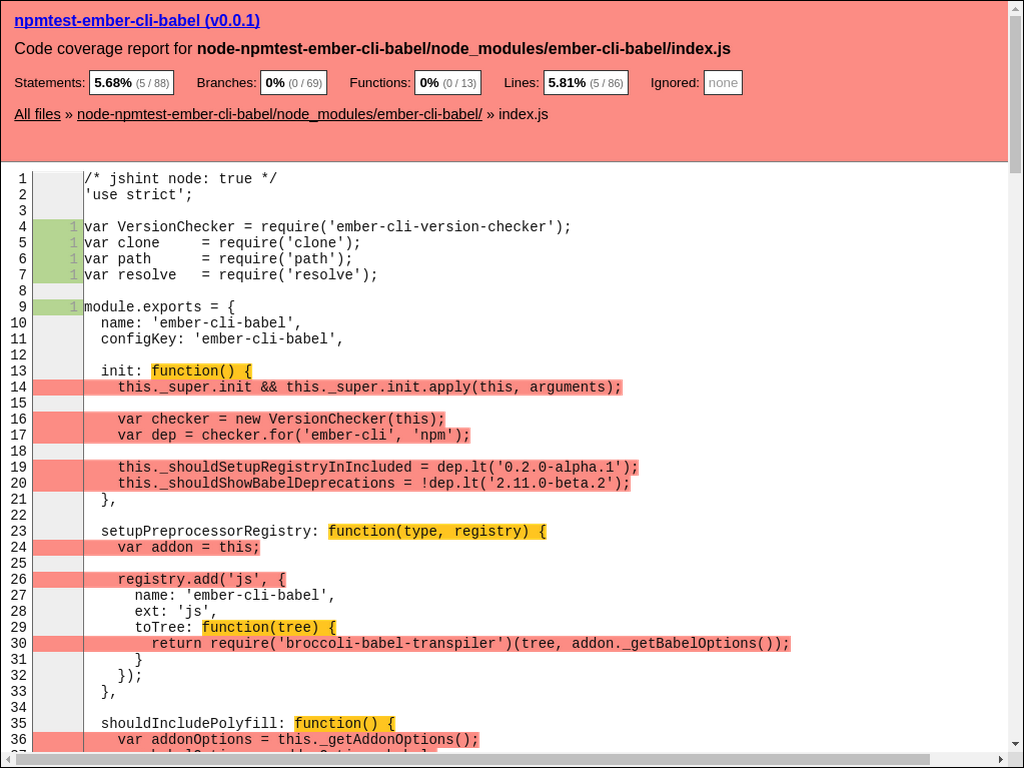 npmtest-ember-cli-babel (v0.0.1)
Code coverage report for node-npmtest-ember-cli-babel/node_modules/ember-cli-babel/index.js
Statements: 5.68% (5 / 88) Branches: 0% (0 / 69) Functions: 0% (0 / 13) Lines: 5.81% (5 / 86) Ignored: none
All files » node-npmtest-ember-cli-babel/node_modules/ember-cli-babel/ » index.js
1 /* jshint node: true */
2 'use strict';
3
4 1 var VersionChecker = require('ember-cli-version-checker');
5 1 var clone     = require('clone');
6 1 var path      = require('path');
7 1 var resolve   = require('resolve');
8
9 1 module.exports = {
10   name: 'ember-cli-babel',
11   configKey: 'ember-cli-babel',
12
13   init: function() {
14     this._super.init && this._super.init.apply(this, arguments);
15
16     var checker = new VersionChecker(this);
17     var dep = checker.for('ember-cli', 'npm');
18
19     this._shouldSetupRegistryInIncluded = dep.lt('0.2.0-alpha.1');
20     this._shouldShowBabelDeprecations = !dep.lt('2.11.0-beta.2');
21   },
22
23   setupPreprocessorRegistry: function(type, registry) {
24     var addon = this;
25
26     registry.add('js', {
27       name: 'ember-cli-babel',
28       ext: 'js',
29       toTree: function(tree) {
30         return require('broccoli-babel-transpiler')(tree, addon._getBabelOptions());
31       }
32     });
33   },
34
35   shouldIncludePolyfill: function() {
36     var addonOptions = this._getAddonOptions();